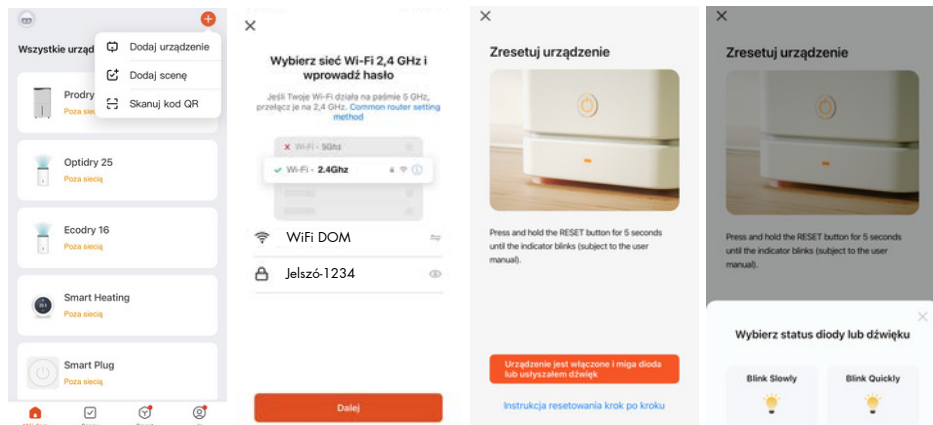 Wszystkie urząd
Dodaj urządzenie
Dodaj scenę
Skanuj kod QR
Prodry
Poza sie
Optidry 25
Poza siecią
Ecodry 16
Poza siecią
Smart Heating
Poza siecią
Smart Plug
Poza siecią
Wybierz sieć Wi-Fi 2,4 GHz i
wprowadź hasło
Jeśli Twoje Wi-Fi działa na paśmie 5 GHz,
przełącz je na 2,4 GHz. Common router setting
method
Wi-Fi - 5Ghz
Wi-Fi - 2.4Ghz
WiFi DOM
Jelszó-1234
Dalej
Zresetuj urządzenie
Press and hold the RESET button for 5 seconds
until the indicator blinks (subject to the user
manual).
Urządzenie jest włączone i miga dioda
lub usłyszałem dźwięk
Instrukcja resetowania krok po kroku
Zresetuj urządzenie
Press and hold the RESET button for 5 seconds
until the indicator blinks (subject to the user
manual).
Wybierz status diody lub dźwięku
Blink Slowly
Blink Quickly